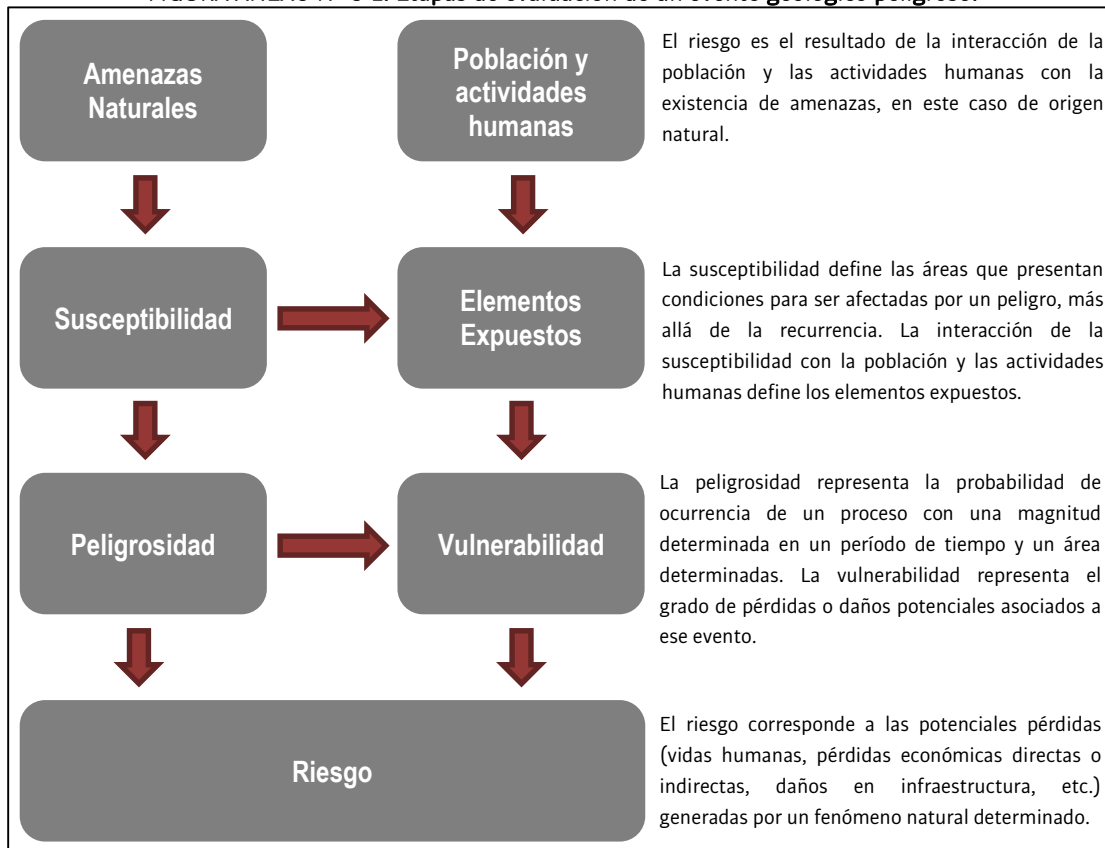 Amenazas
Naturales
Población y
actividades
humanas
El riesgo es el resultado de la interacción de la
población y las actividades humanas con la
existencia de amenazas, en este caso de origen
natural.
Susceptibilidad
Elementos
Expuestos
La susceptibilidad define las áreas que presentan
condiciones para ser afectadas por un peligro, más
allá de la recurrencia. La interacción de la
susceptibilidad con la población y las actividades
humanas define los elementos expuestos.
Peligrosidad
Vulnerabilidad
La peligrosidad representa la probabilidad de
ocurrencia de un proceso con una magnitud
determinada en un período de tiempo y un área
determinadas. La vulnerabilidad representa el
grado de pérdidas o daños potenciales asociados a
ese evento.
Riesgo
El riesgo corresponde a las potenciales pérdidas
(vidas humanas, pérdidas económicas directas o
indirectas, daños en infraestructura, etc.)
generadas por un fenómeno natural determinado.